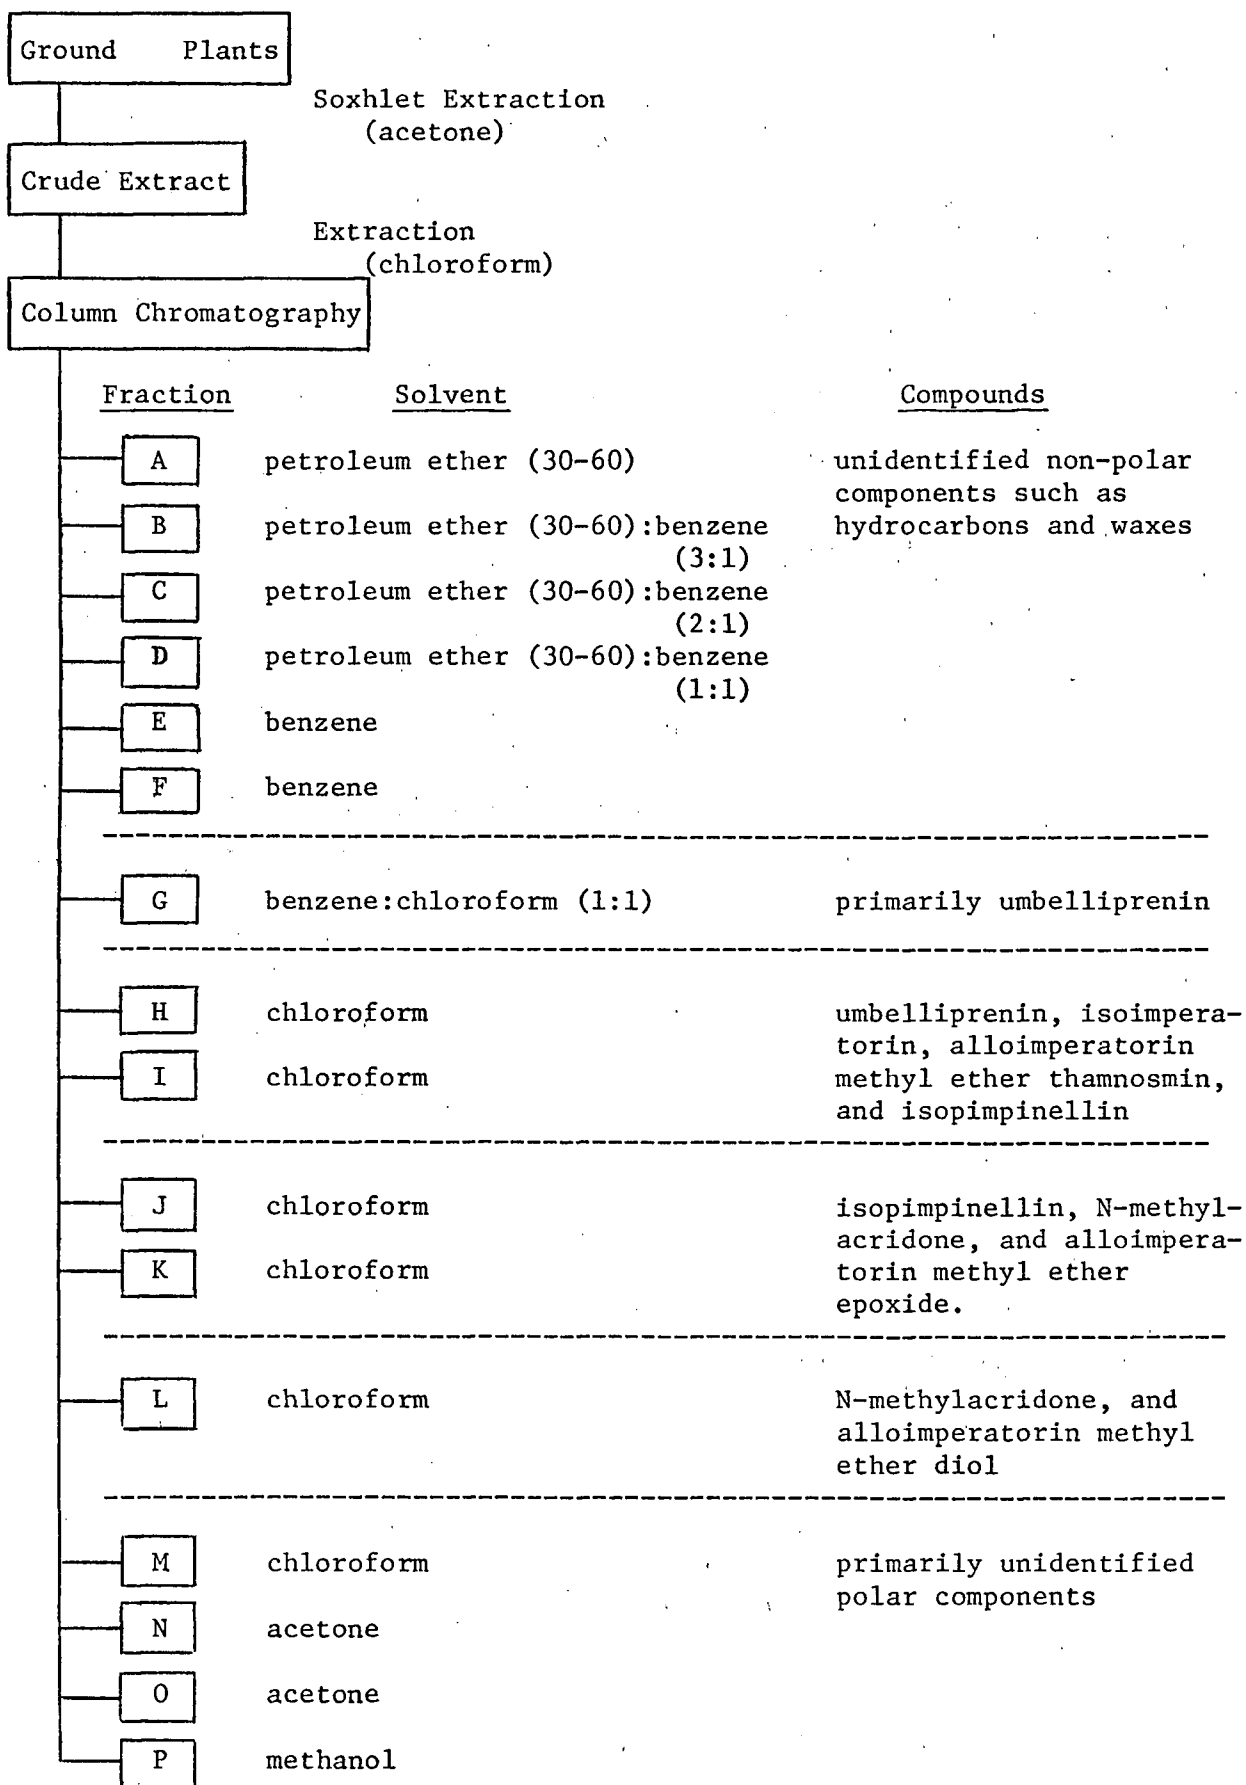 Ground Plants
Soxhlet Extraction
(acetone)
Crude Extract
Extraction
(chloroform)
Column Chromatography
Fraction Solvent Compounds
A petroleum ether (30-60) unidentified non-polar
components such as
B petroleum ether (30-60):benzene hydrocarbons and waxes
(3:1)
C petroleum ether (30-60):benzene
(2:1)
D petroleum ether (30-60):benzene
(1:1)
E benzene
F benzene
G benzene:chloroform (1:1) primarily umbelliprenin
H chloroform umbelliprenin, isoimpera-
torin, alloimperatorin
I chloroform methyl ether thamnosmin,
and isopimpinellin
J chloroform isopimpinellin, N-methyl-
acridone, and alloimpera-
K chloroform torin methyl ether
epoxide.
L chloroform N-methylacridone, and
alloimperatorin methyl
ether diol
M chloroform primarily unidentified
polar components
N acetone
O acetone
P methanol